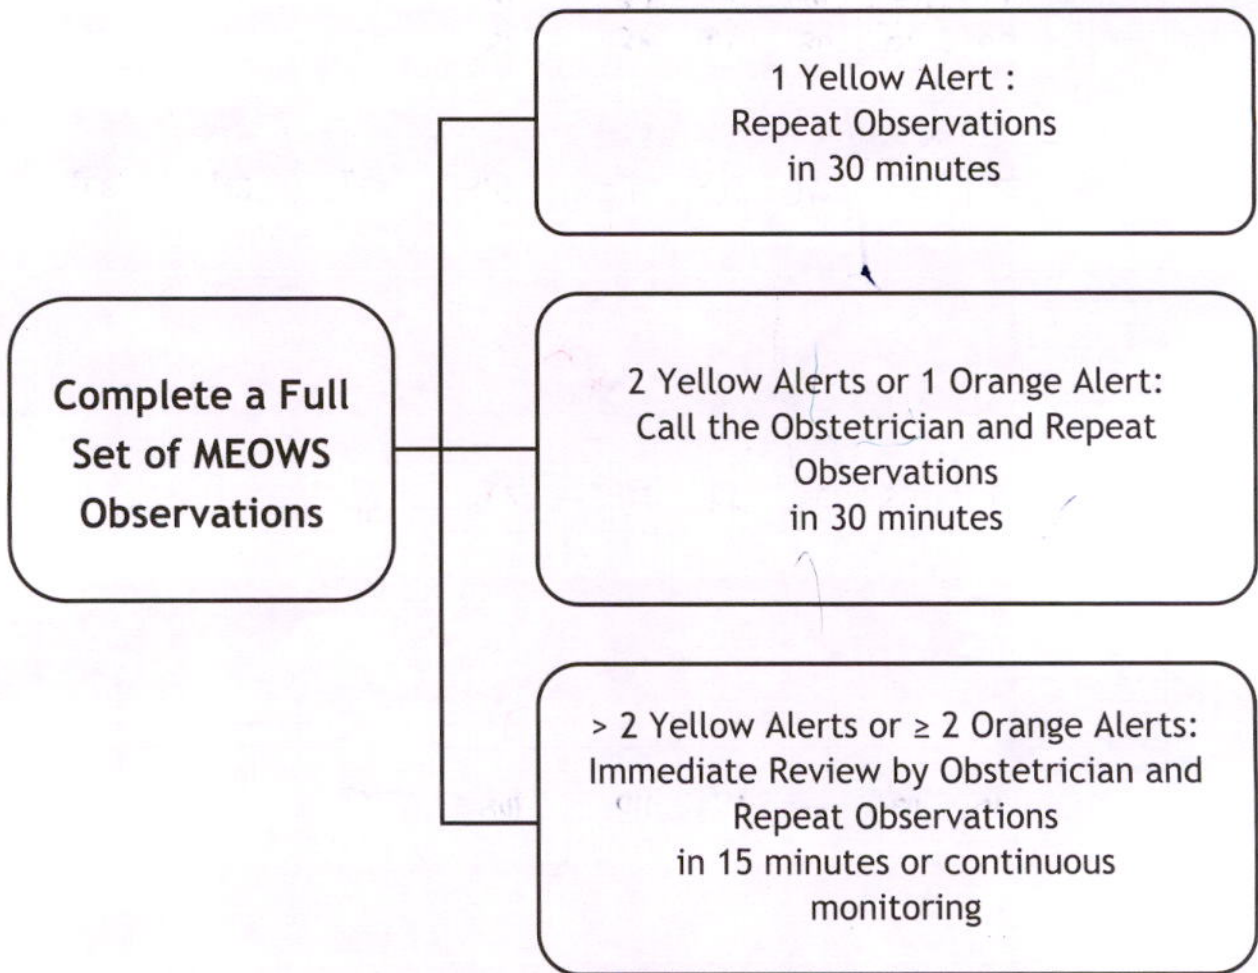 1 Yellow Alert :
Repeat Observations
in 30 minutes
Complete a Full
Set of MEOWS
Observations
2 Yellow Alerts or 1 Orange Alert:
Call the Obstetrician and Repeat
Observations
in 30 minutes
> 2 Yellow Alerts or ≥ 2 Orange Alerts:
Immediate Review by Obstetrician and
Repeat Observations
in 15 minutes or continuous
monitoring